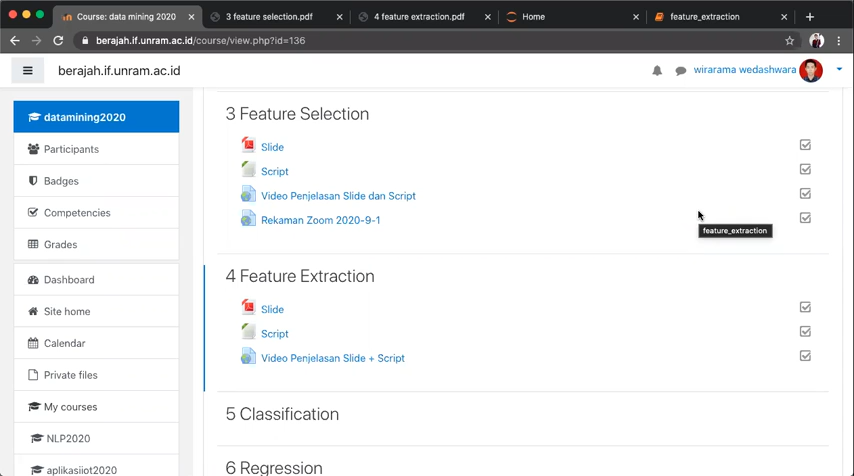 Course: data mining 2020
3 feature selection.pdf
4 feature extraction.pdf
Home
feature_extraction
berajah.if.unram.ac.id/course/view.php?id=136
berajah.if.unram.ac.id
wirarama wedashwara
datamining2020
Participants
Badges
Competencies
Grades
Dashboard
Site home
Calendar
Private files
My courses
NLP2020
aplikasiiot2020
3 Feature Selection
Slide
Script
Video Penjelasan Slide dan Script
Rekaman Zoom 2020-9-1
feature_extraction
4 Feature Extraction
Slide
Script
Video Penjelasan Slide + Script
5 Classification
6 Regression